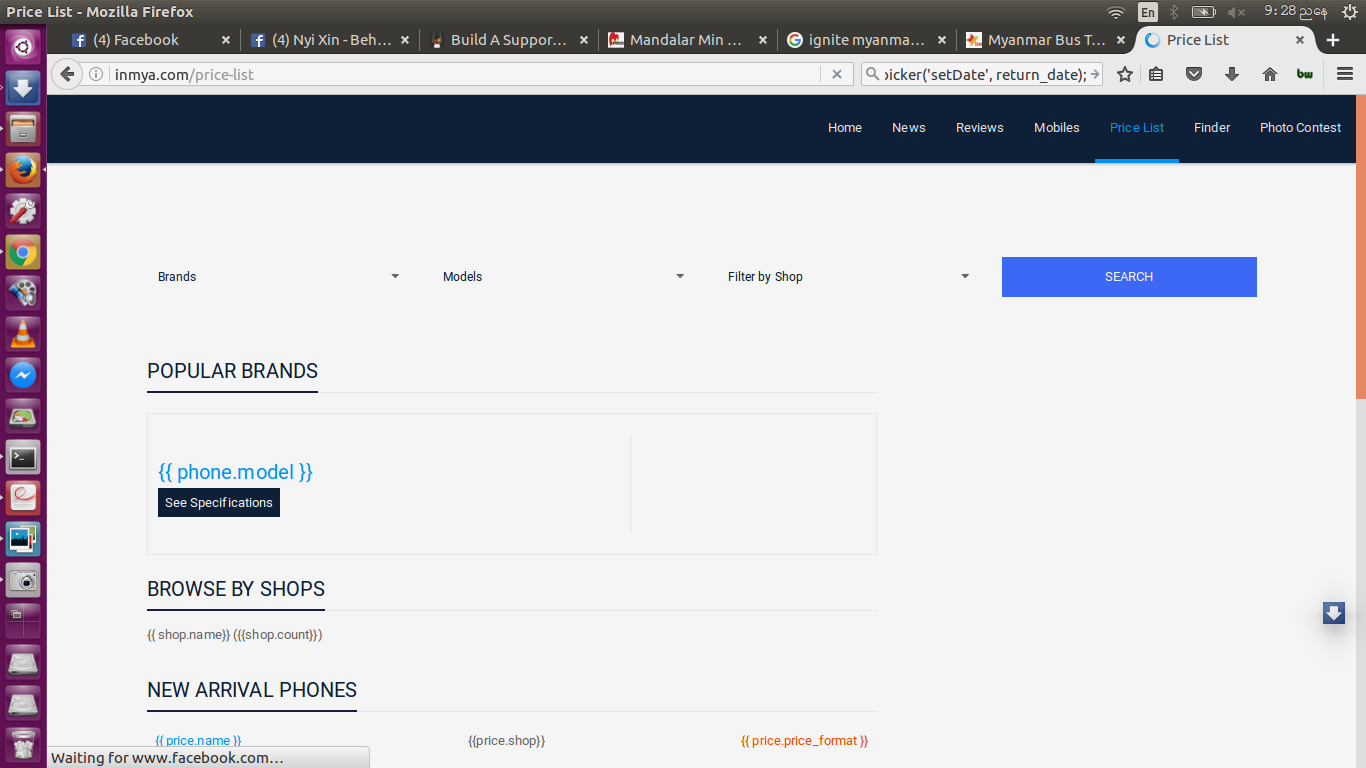 Price List - Mozilla Firefox
En
9:28 ညနေ
(4) Facebook
(4) Nyi Xin - Beh...
Build A Suppor...
Mandalar Min ...
ignite myanma...
Myanmar Bus T...
Price List
inmya.com/price-list
picker('setDate', return_date);
bw
Home
News
Reviews
Mobiles
Price List
Finder
Photo Contest
Brands
Models
Filter by Shop
SEARCH
POPULAR BRANDS
{{ phone.model }}
See Specifications
BROWSE BY SHOPS
{{ shop.name}} ({{shop.count}})
NEW ARRIVAL PHONES
{{ price.name }}
{{price.shop}}
{{ price.price_format }}
Waiting for www.facebook.com...